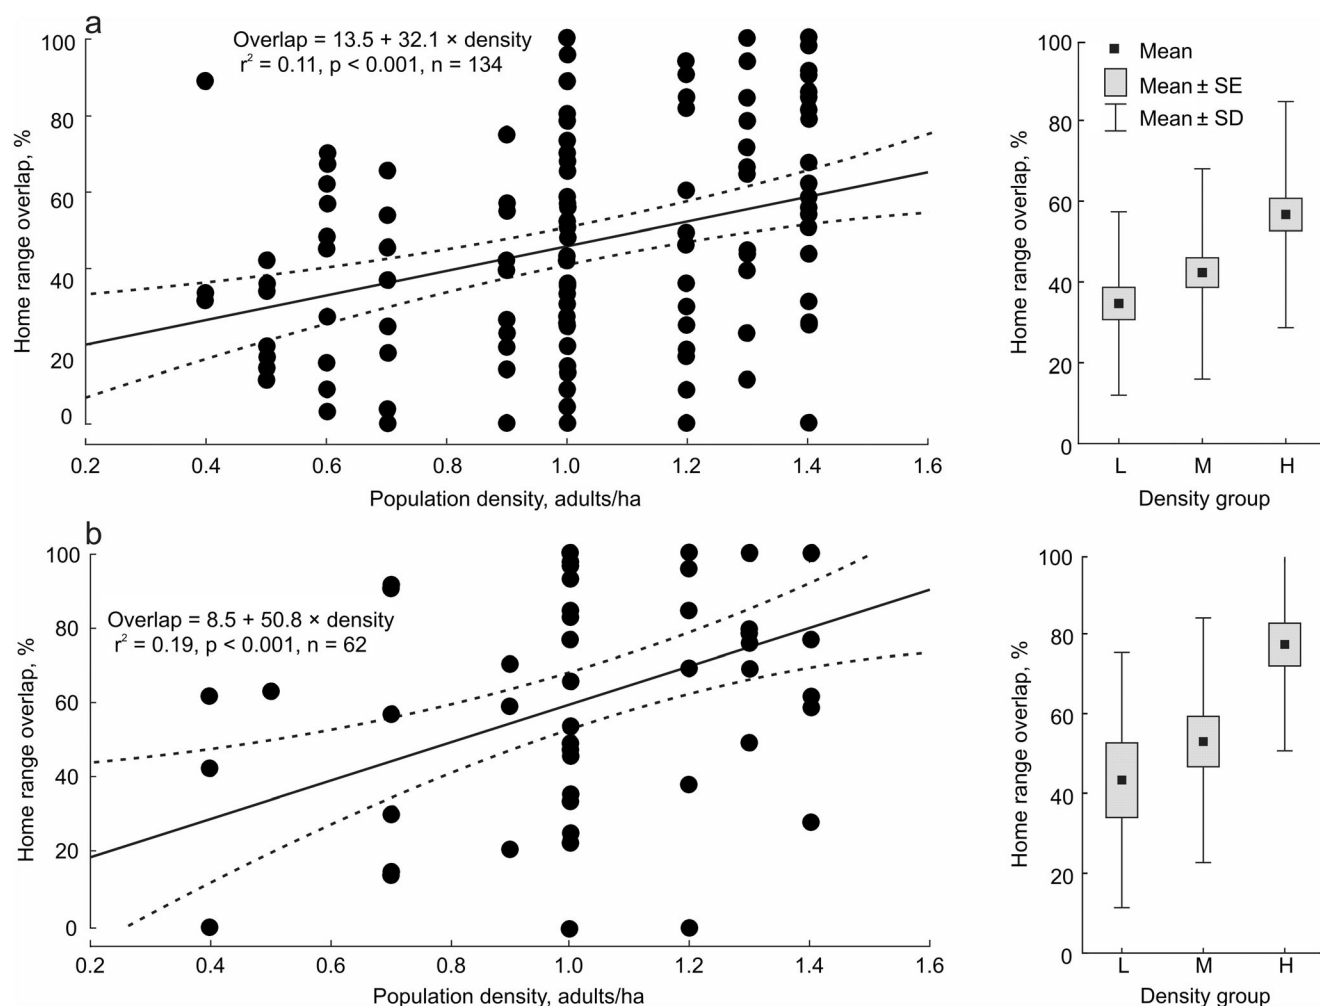 a
Overlap = 13.5 + 32.1 × density
r² = 0.11, p < 0.001, n = 134
Home range overlap, %
100
80
60
40
20
0
0.2 0.4 0.6 0.8 1.0 1.2 1.4 1.6
Population density, adults/ha
Mean
Mean ± SE
Mean ± SD
Home range overlap, %
100
80
60
40
20
0
L M H
Density group
b
Overlap = 8.5 + 50.8 × density
r² = 0.19, p < 0.001, n = 62
Home range overlap, %
100
80
60
40
20
0
0.2 0.4 0.6 0.8 1.0 1.2 1.4 1.6
Population density, adults/ha
Home range overlap, %
100
80
60
40
20
0
L M H
Density group